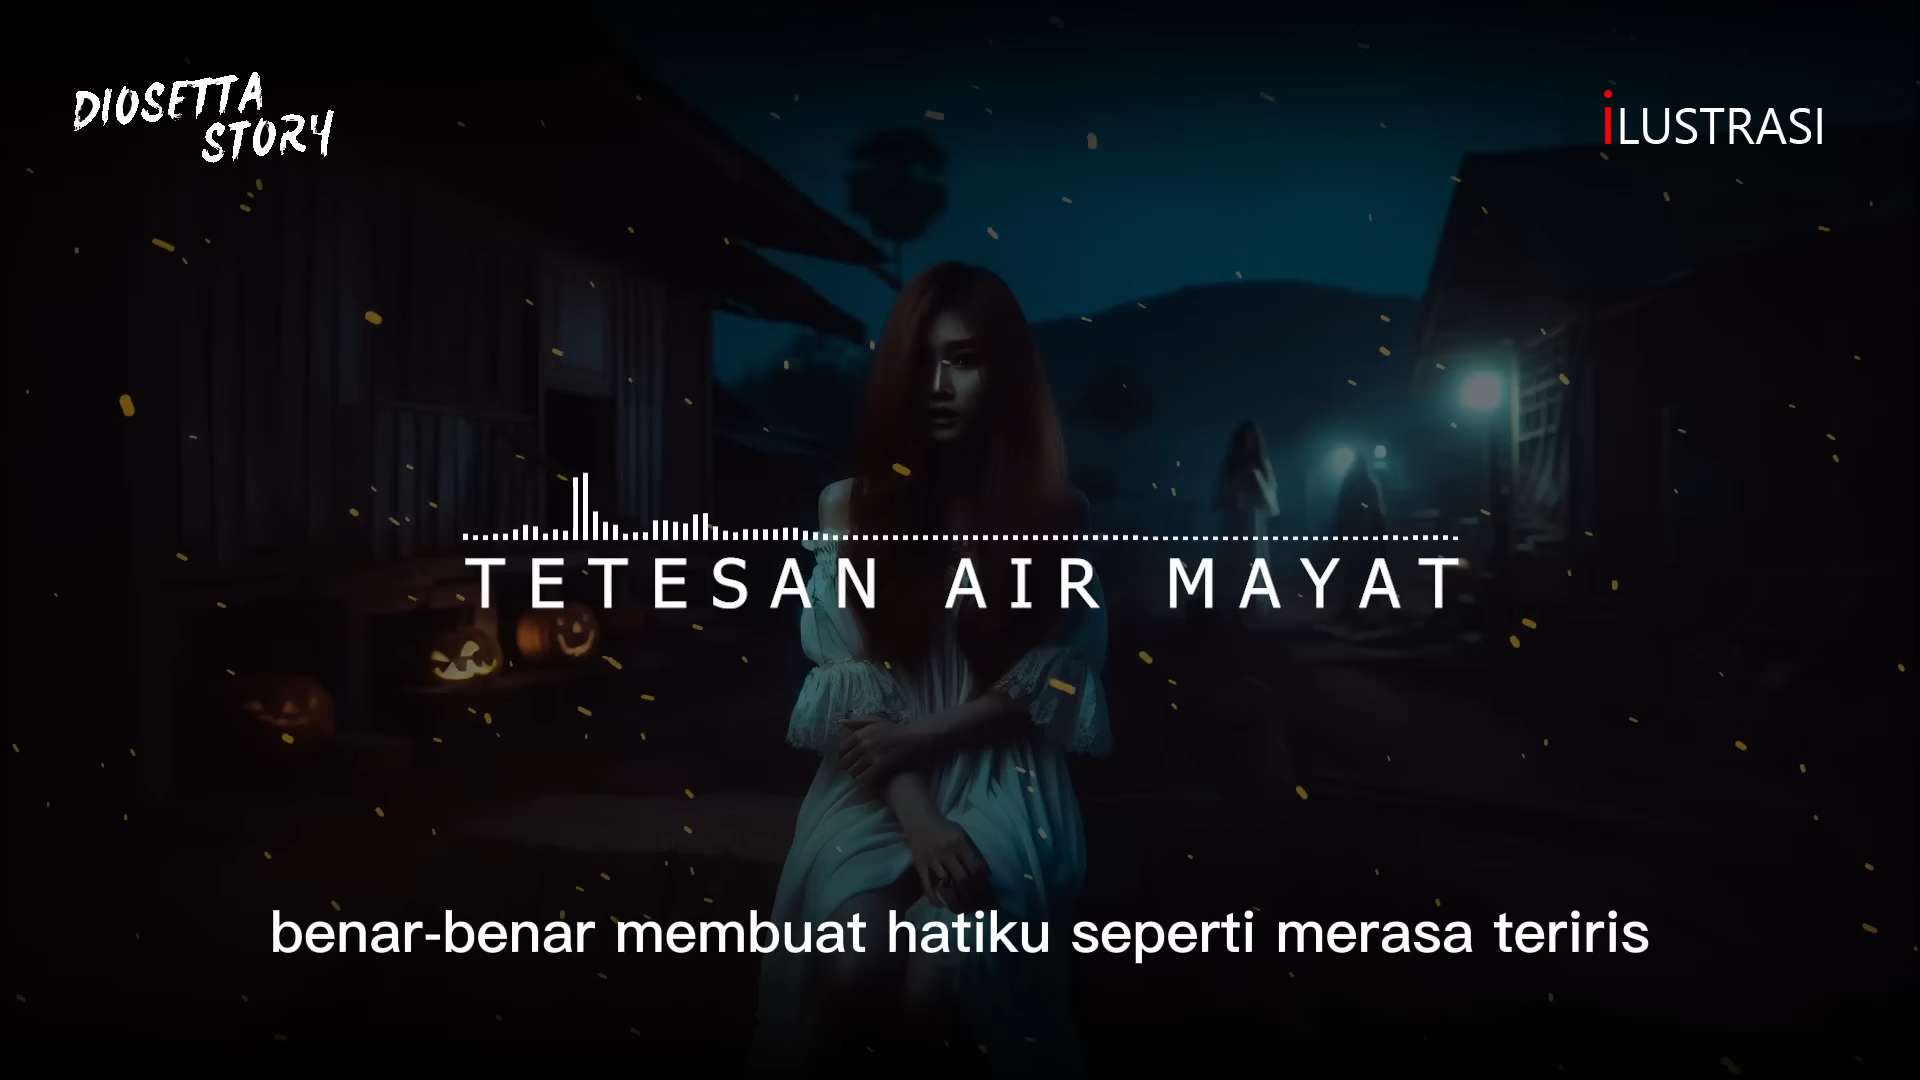 DIOSETTA
STORY
iLUSTRASI
TETESAN AIR MAYAT
benar-benar membuat hatiku seperti merasa teriris